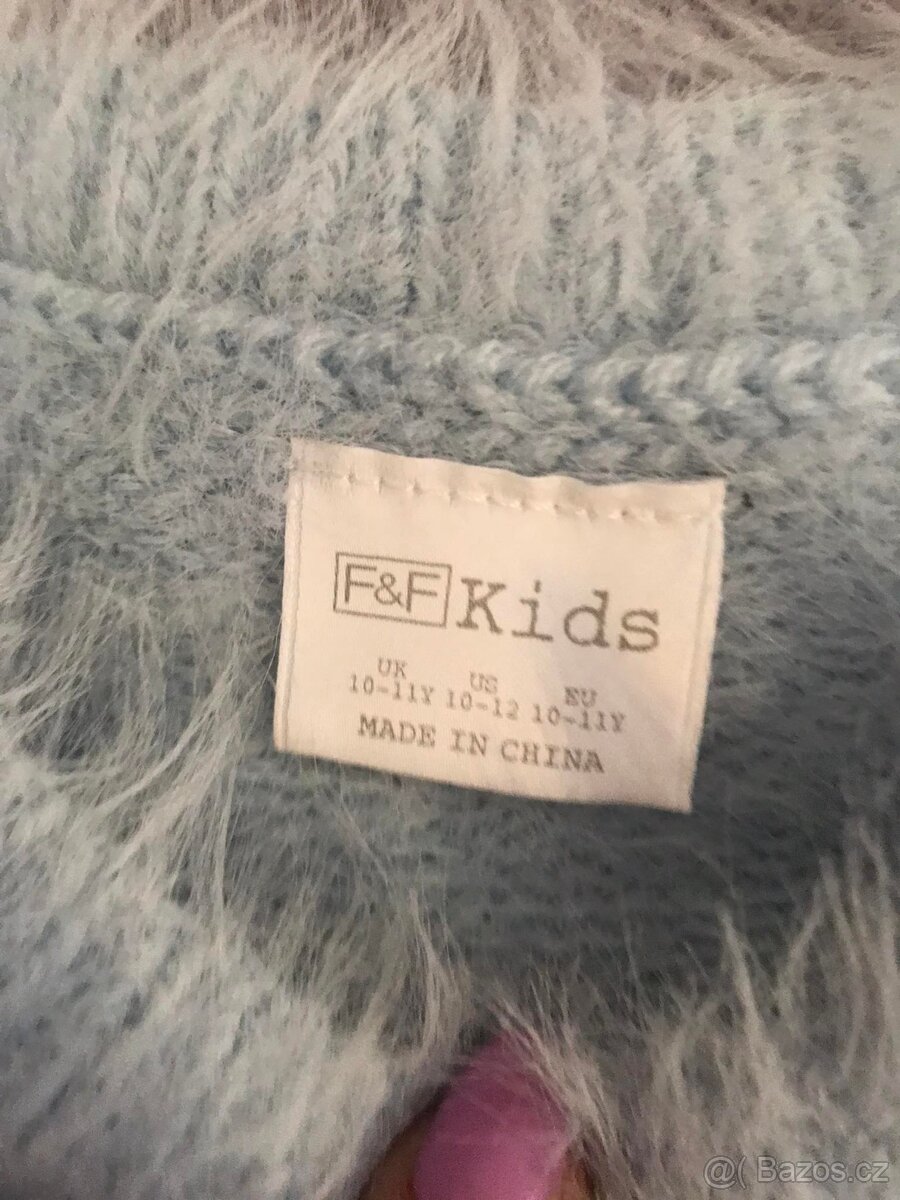 F&F Kids
UK US EU
10-11Y 10-12 10-11Y
MADE IN CHINA
@( Bazos.cz